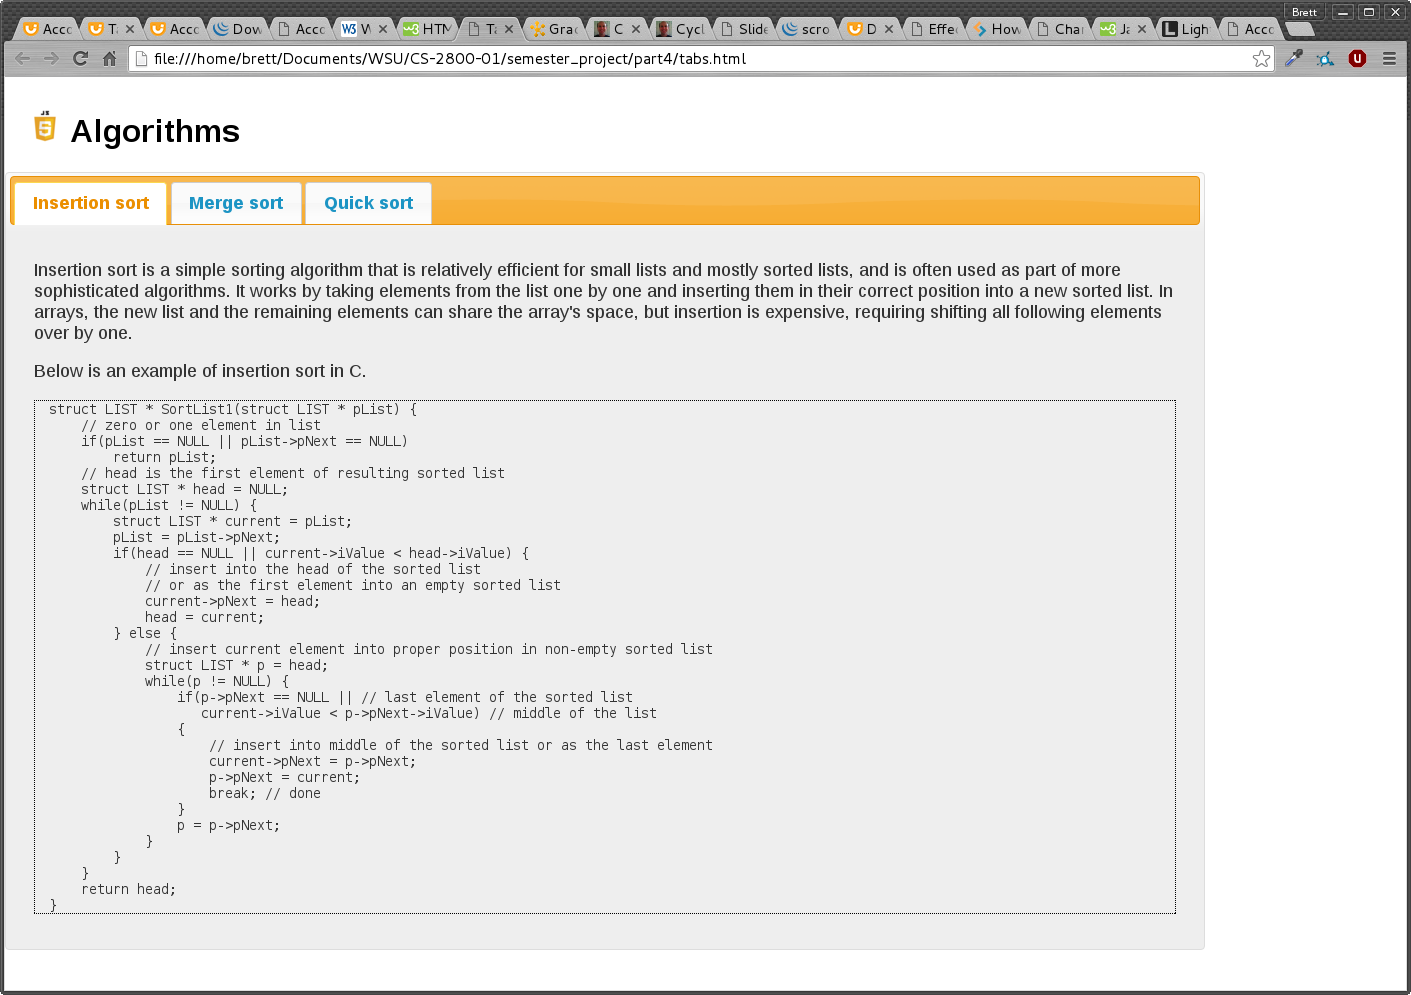 Brett
Acco
Ta
Acco
Dow
Acco
W3 W
w3 HTM
Ta
Grac
C
Cycl
Slide
scro
D
Effe
How
Char
w3 Ja
L Ligh
Acco
file:///home/brett/Documents/WSU/CS-2800-01/semester_project/part4/tabs.html
JS
5
Algorithms
Insertion sort Merge sort Quick sort
Insertion sort is a simple sorting algorithm that is relatively efficient for small lists and mostly sorted lists, and is often used as part of more
sophisticated algorithms. It works by taking elements from the list one by one and inserting them in their correct position into a new sorted list. In
arrays, the new list and the remaining elements can share the array's space, but insertion is expensive, requiring shifting all following elements
over by one.
Below is an example of insertion sort in C.
struct LIST * SortList1(struct LIST * pList) {
    // zero or one element in list
    if(pList == NULL || pList->pNext == NULL)
        return pList;
    // head is the first element of resulting sorted list
    struct LIST * head = NULL;
    while(pList != NULL) {
        struct LIST * current = pList;
        pList = pList->pNext;
        if(head == NULL || current->iValue < head->iValue) {
            // insert into the head of the sorted list
            // or as the first element into an empty sorted list
            current->pNext = head;
            head = current;
        } else {
            // insert current element into proper position in non-empty sorted list
            struct LIST * p = head;
            while(p != NULL) {
                if(p->pNext == NULL || // last element of the sorted list
                   current->iValue < p->pNext->iValue) // middle of the list
                {
                    // insert into middle of the sorted list or as the last element
                    current->pNext = p->pNext;
                    p->pNext = current;
                    break; // done
                }
                p = p->pNext;
            }
        }
    }
    return head;
}